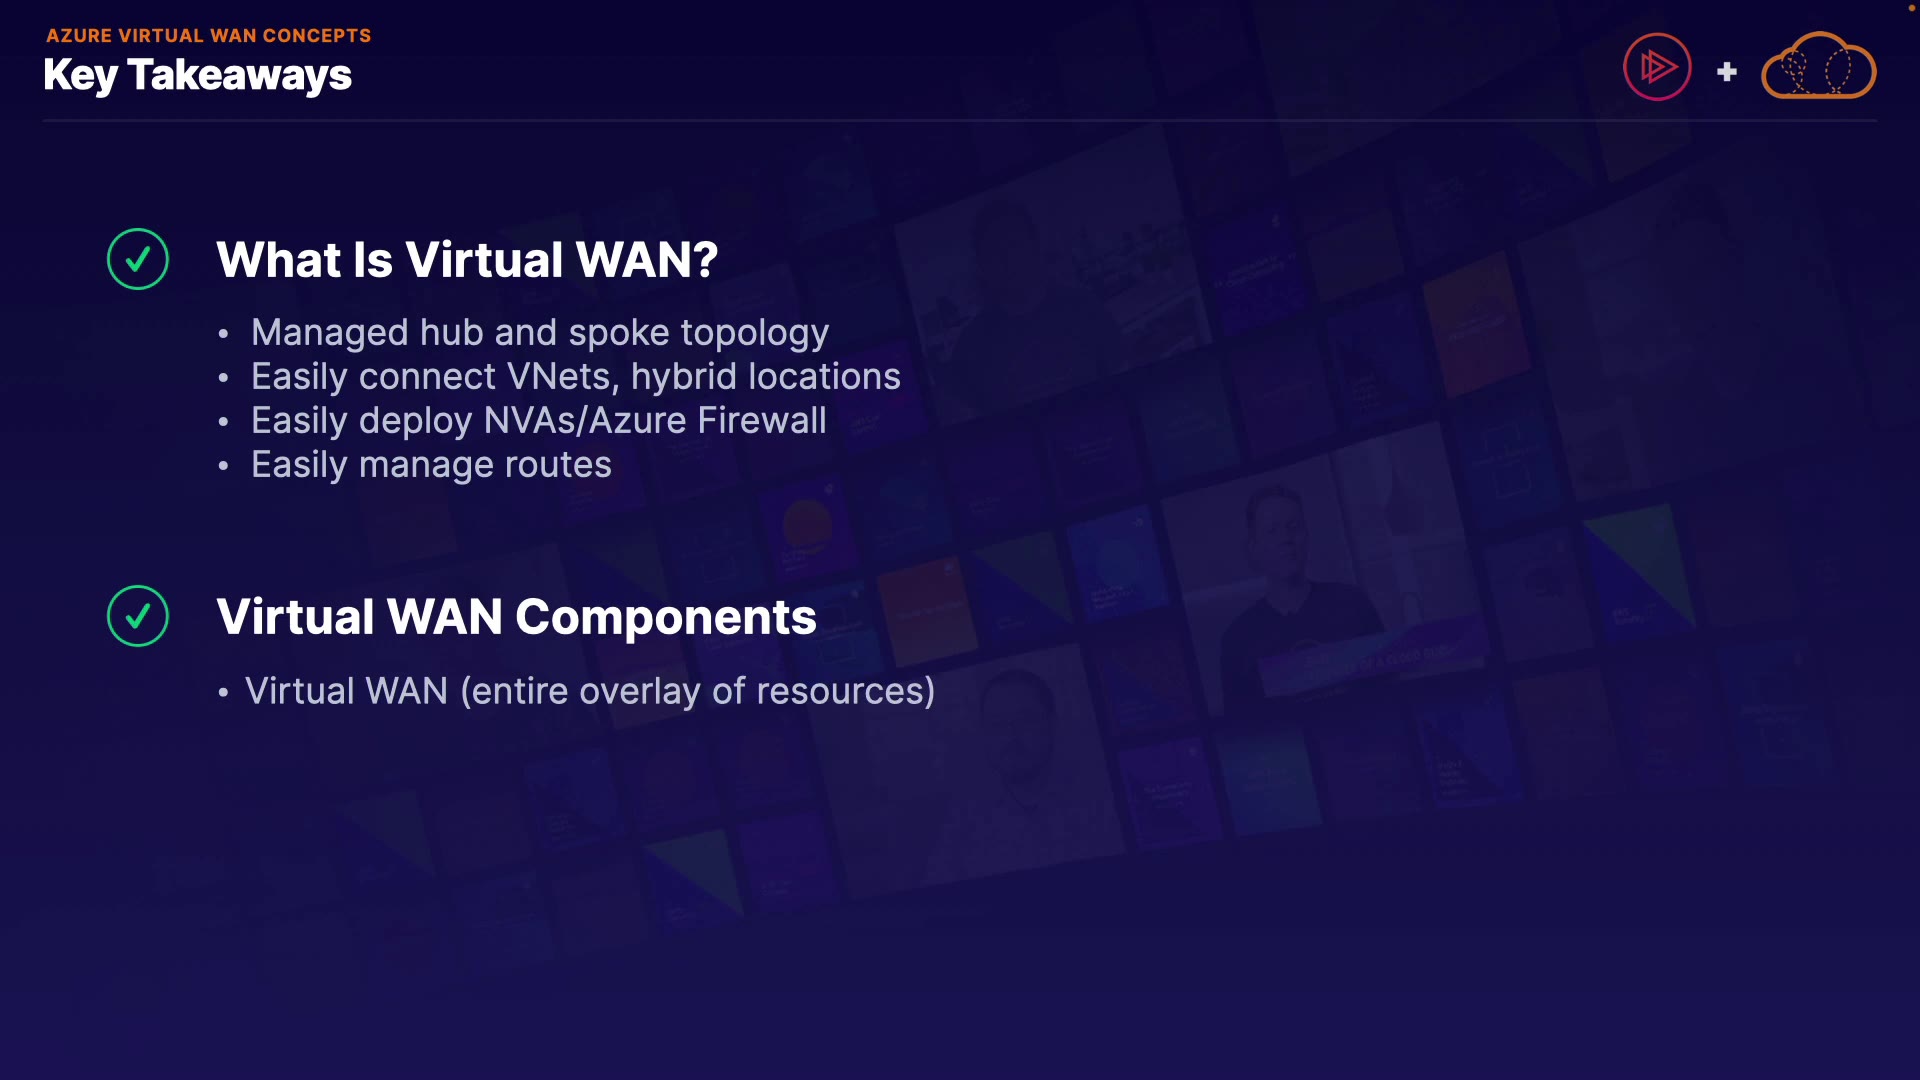 AZURE VIRTUAL WAN CONCEPTS
Key Takeaways
What Is Virtual WAN?
• Managed hub and spoke topology
• Easily connect VNets, hybrid locations
• Easily deploy NVAs/Azure Firewall
• Easily manage routes
Virtual WAN Components
• Virtual WAN (entire overlay of resources)